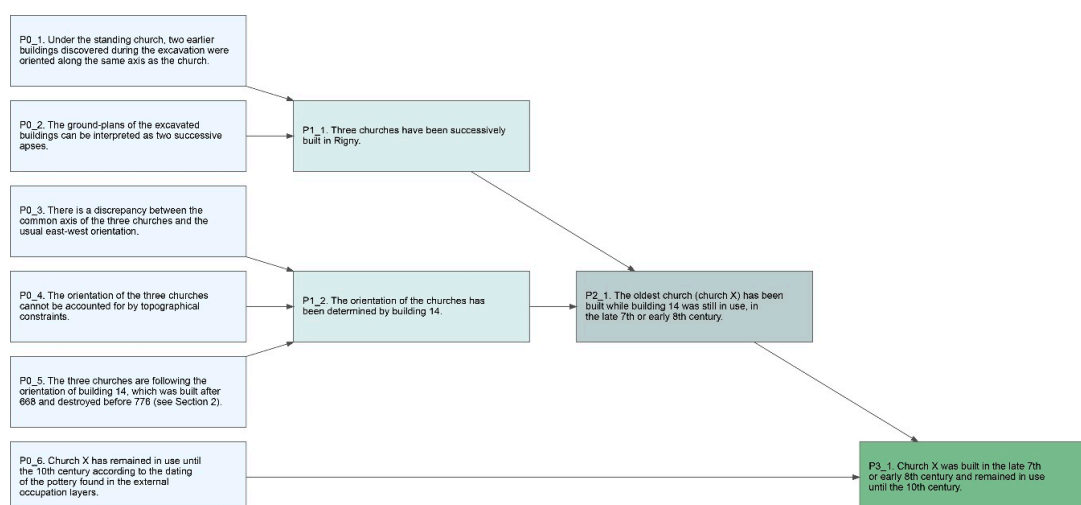 P0_1. Under the standing church, two earlier
buildings discovered during the excavation were
oriented along the same axis as the church.
P0_2. The ground-plans of the excavated
buildings can be interpreted as two successive
apses.
P1_1. Three churches have been successively
built in Rigny.
P0_3. There is a discrepancy between the
common axis of the three churches and the
usual east-west orientation.
P0_4. The orientation of the three churches
cannot be accounted for by topographical
constraints.
P1_2. The orientation of the churches has
been determined by building 14.
P2_1. The oldest church (church X) has been
built while building 14 was still in use, in
the late 7th or early 8th century.
P0_5. The three churches are following the
orientation of building 14, which was built after
668 and destroyed before 776 (see Section 2).
P0_6. Church X has remained in use until
the 10th century according to the dating
of the pottery found in the external
occupation layers.
P3_1. Church X was built in the late 7th
or early 8th century and remained in use
until the 10th century.